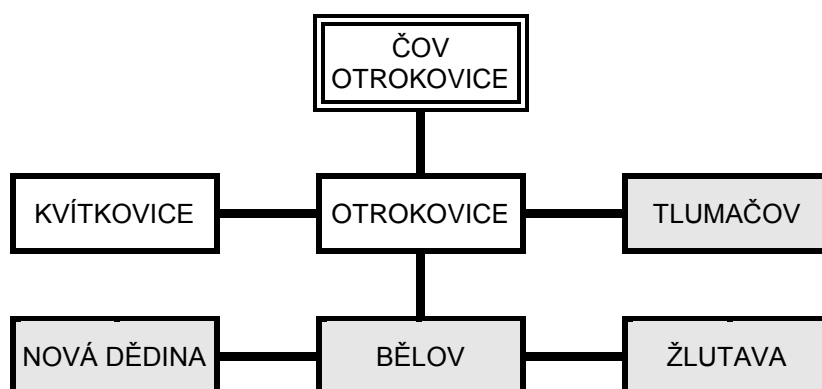 ČOV
OTROKOVICE
KVÍTKOVICE
OTROKOVICE
TLUMAČOV
NOVÁ DĚDINA
BĚLOV
ŽLUTAVA